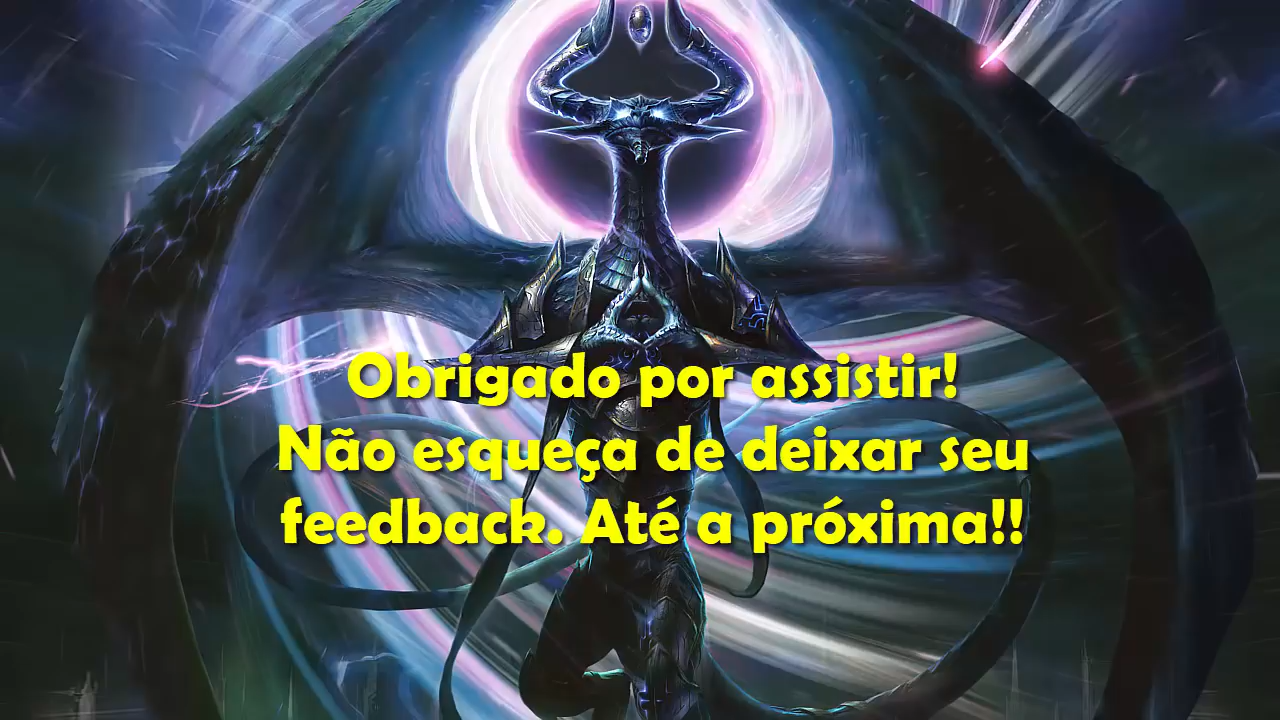 Obrigado por assistir!
Não esqueça de deixar seu
feedback. Até a próxima!!